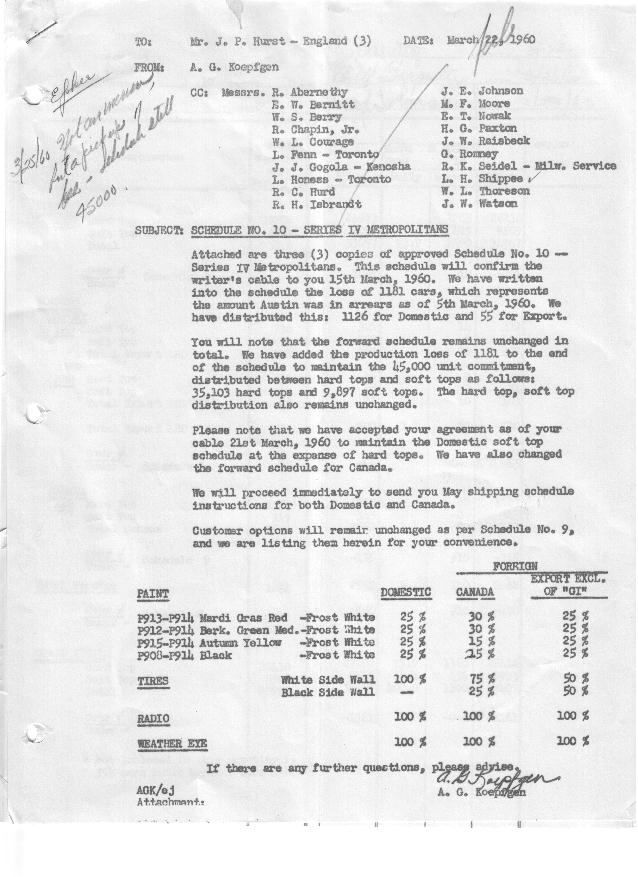 TO: Mr. J. P. Hurst - England (3) DATE: March 22, 1960
FROM: A. G. Koepfgen
CC: Messrs. R. Abernethy J. E. Johnson
E. W. Bernitt M. F. Moore
W. S. Berry E. T. Nowak
R. Chapin, Jr. H. G. Paxton
W. L. Courage J. W. Raisbeck
L. Fenn - Toronto G. Romney
J. J. Gogola - Kenosha R. K. Seidel - Milw. Service
L. Honess - Toronto L. H. Shippee
R. C. Hurd W. L. Thoreson
R. H. Isbrandt J. W. Watson
3/25/60
45000.
SUBJECT: SCHEDULE NO. 10 - SERIES IV METROPOLITANS
Attached are three (3) copies of approved Schedule No. 10 --
Series IV Metropolitans. This schedule will confirm the
writer's cable to you 15th March, 1960. We have written
into the schedule the loss of 1181 cars, which represents
the amount Austin was in arrears as of 5th March, 1960. We
have distributed this: 1126 for Domestic and 55 for Export.
You will note that the forward schedule remains unchanged in
total. We have added the production loss of 1181 to the end
of the schedule to maintain the 45,000 unit commitment,
distributed between hard tops and soft tops as follows:
35,103 hard tops and 9,897 soft tops. The hard top, soft top
distribution also remains unchanged.
Please note that we have accepted your agreement as of your
cable 21st March, 1960 to maintain the Domestic soft top
schedule at the expense of hard tops. We have also changed
the forward schedule for Canada.
We will proceed immediately to send you May shipping schedule
instructions for both Domestic and Canada.
Customer options will remain unchanged as per Schedule No. 9,
and we are listing them herein for your convenience.
FOREIGN
PAINT DOMESTIC CANADA EXPORT EXCL. OF "GI"
P913-P914 Mardi Gras Red -Frost White 25 % 30 % 25 %
P912-P914 Berk. Green Med.-Frost White 25 % 30 % 25 %
P915-P914 Autumn Yellow -Frost White 25 % 15 % 25 %
P908-P914 Black -Frost White 25 % 25 % 25 %
TIRES White Side Wall 100 % 75 % 50 %
Black Side Wall -- 25 % 50 %
RADIO 100 % 100 % 100 %
WEATHER EYE 100 % 100 % 100 %
If there are any further questions, please advise.
A. G. Koepfgen
AGK/ej A. G. Koepfgen
Attachment: